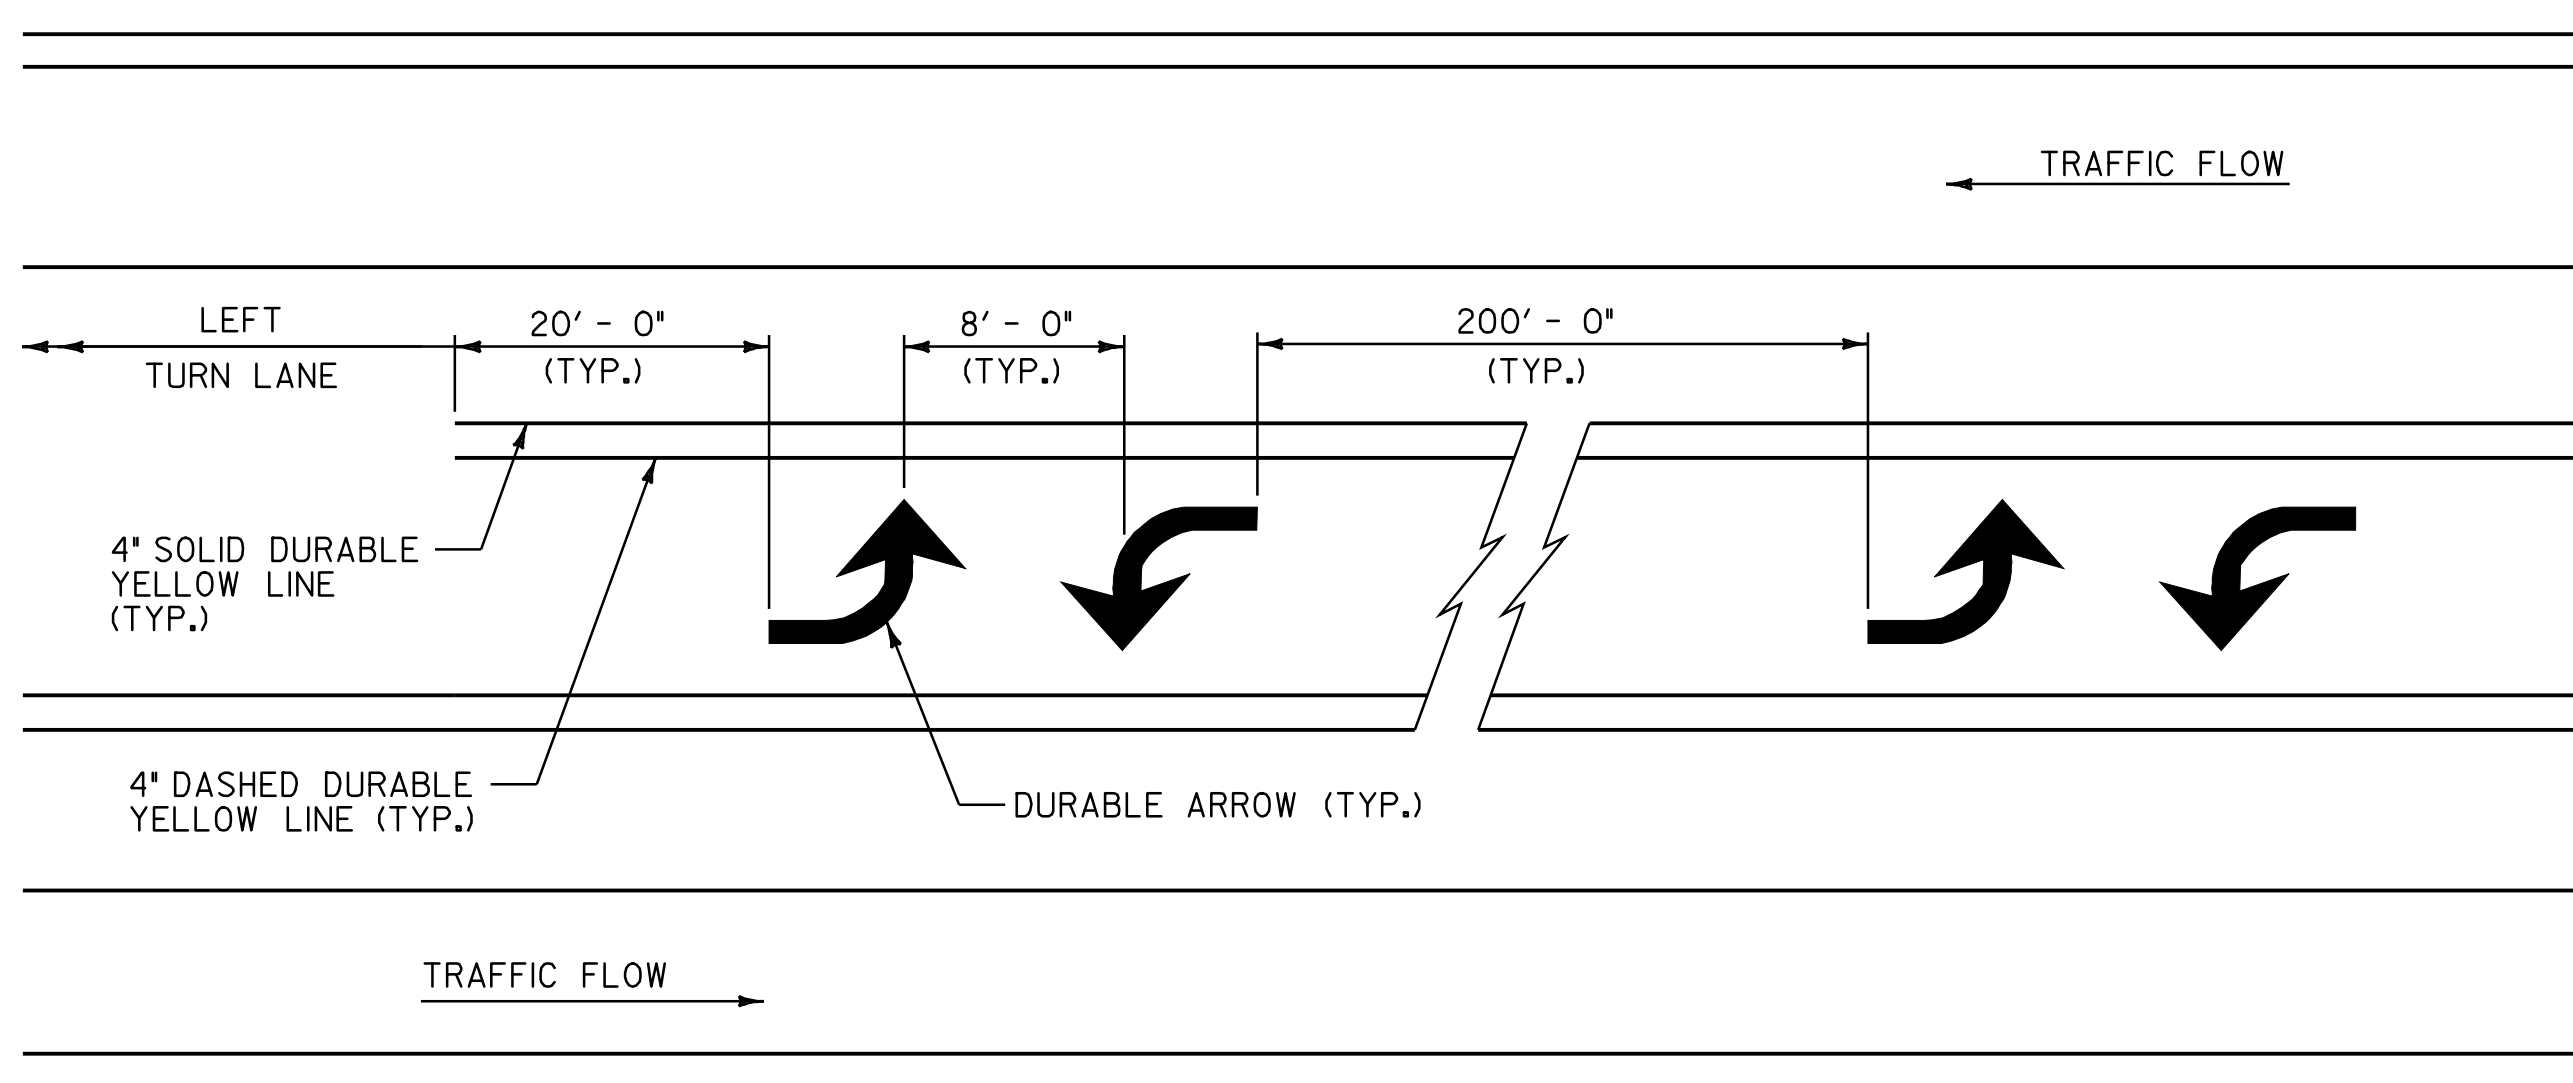 TRAFFIC FLOW
LEFT
TURN LANE
20' - 0"
(TYP.)
8' - 0"
(TYP.)
200' - 0"
(TYP.)
4" SOLID DURABLE
YELLOW LINE
(TYP.)
4" DASHED DURABLE
YELLOW LINE (TYP.)
DURABLE ARROW (TYP.)
TRAFFIC FLOW